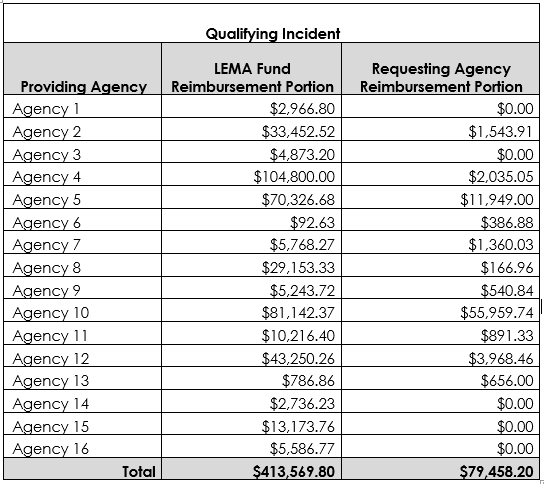 Qualifying Incident
Providing Agency LEMA Fund Reimbursement Portion Requesting Agency Reimbursement Portion
Agency 1 $2,966.80 $0.00
Agency 2 $33,452.52 $1,543.91
Agency 3 $4,873.20 $0.00
Agency 4 $104,800.00 $2,035.05
Agency 5 $70,326.68 $11,949.00
Agency 6 $92.63 $386.88
Agency 7 $5,768.27 $1,360.03
Agency 8 $29,153.33 $166.96
Agency 9 $5,243.72 $540.84
Agency 10 $81,142.37 $55,959.74
Agency 11 $10,216.40 $891.33
Agency 12 $43,250.26 $3,968.46
Agency 13 $786.86 $656.00
Agency 14 $2,736.23 $0.00
Agency 15 $13,173.76 $0.00
Agency 16 $5,586.77 $0.00
Total $413,569.80 $79,458.20